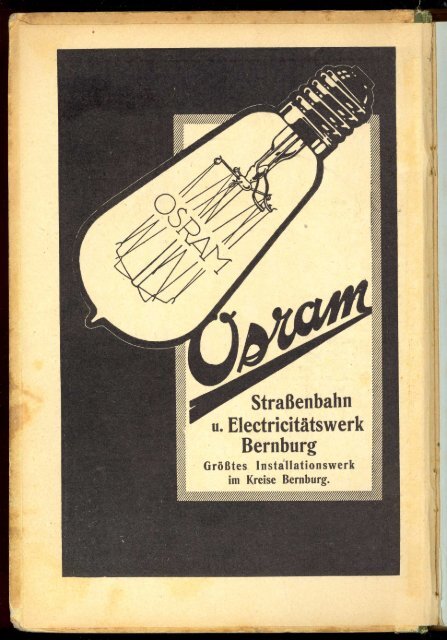 OSRAM
Osram
Straßenbahn
u. Electricitätswerk
Bernburg
Größtes Installationswerk
im Kreise Bernburg.